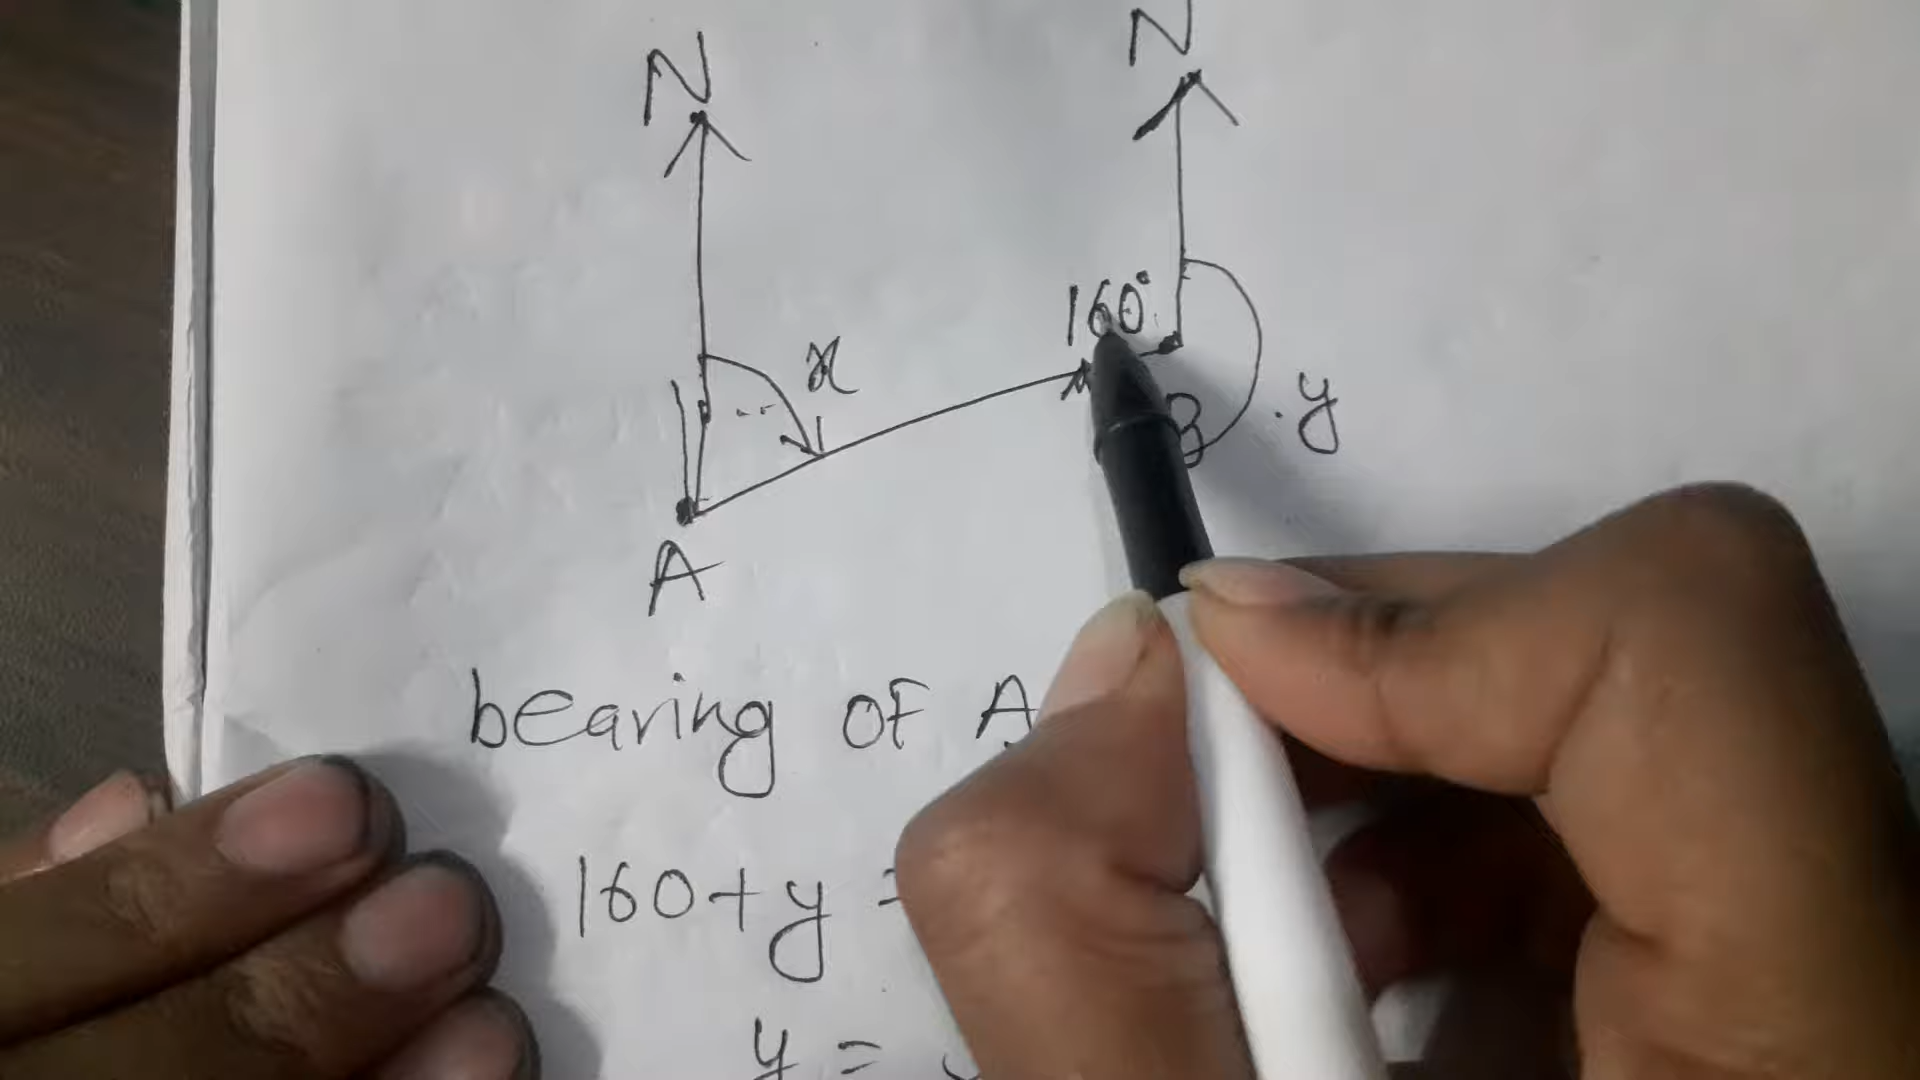 N
N
160°
x
B
y
A
bearing OF A
160+y =
y =